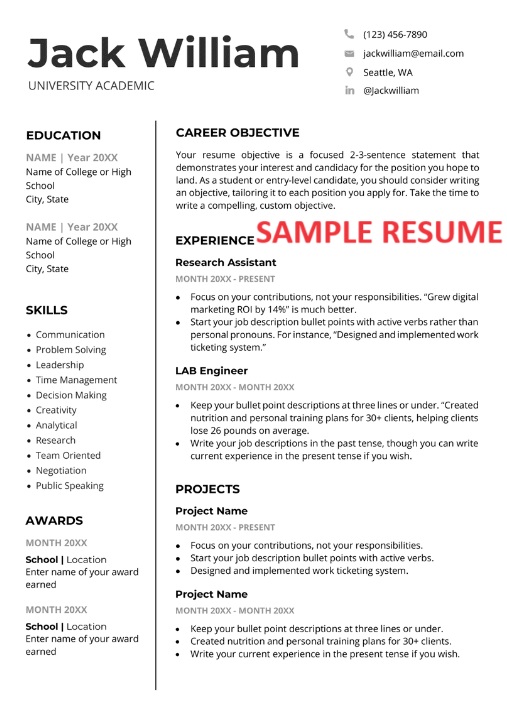 Jack William
UNIVERSITY ACADEMIC
(123) 456-7890
jackwilliam@email.com
Seattle, WA
in @Jackwilliam
EDUCATION
NAME | Year 20XX
Name of College or High
School
City, State
NAME | Year 20XX
Name of College or High
School
City, State
SKILLS
• Communication
• Problem Solving
• Leadership
• Time Management
• Decision Making
• Creativity
• Analytical
• Research
• Team Oriented
• Negotiation
• Public Speaking
AWARDS
MONTH 20XX
School | Location
Enter name of your award
earned
MONTH 20XX
School | Location
Enter name of your award
earned
CAREER OBJECTIVE
Your resume objective is a focused 2-3-sentence statement that
demonstrates your interest and candidacy for the position you hope to
land. As a student or entry-level candidate, you should consider writing
an objective, tailoring it to each position you apply for. Take the time to
write a compelling, custom objective.
SAMPLE RESUME
EXPERIENCE
Research Assistant
MONTH 20XX - PRESENT
• Focus on your contributions, not your responsibilities. “Grew digital
marketing ROI by 14%” is much better.
• Start your job description bullet points with active verbs rather than
personal pronouns. For instance, “Designed and implemented work
ticketing system.”
LAB Engineer
MONTH 20XX - MONTH 20XX
• Keep your bullet point descriptions at three lines or under. “Created
nutrition and personal training plans for 30+ clients, helping clients
lose 26 pounds on average.
• Write your job descriptions in the past tense, though you can write
current experience in the present tense if you wish.
PROJECTS
Project Name
MONTH 20XX - PRESENT
• Focus on your contributions, not your responsibilities.
• Start your job description bullet points with active verbs.
• Designed and implemented work ticketing system.
Project Name
MONTH 20XX - MONTH 20XX
• Keep your bullet point descriptions at three lines or under.
• Created nutrition and personal training plans for 30+ clients.
• Write your current experience in the present tense if you wish.